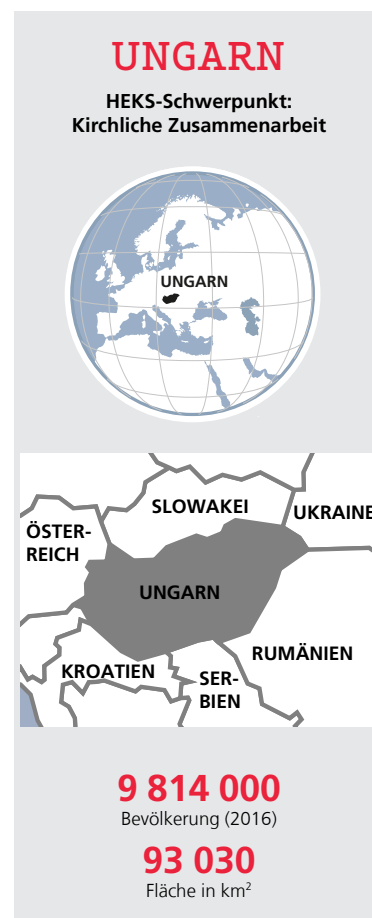 UNGARN
HEKS-Schwerpunkt:
Kirchliche Zusammenarbeit
UNGARN
SLOWAKEI
UKRAINE
ÖSTER-
REICH
UNGARN
RUMÄNIEN
KROATIEN
SER-
BIEN
9 814 000
Bevölkerung (2016)
93 030
Fläche in km²